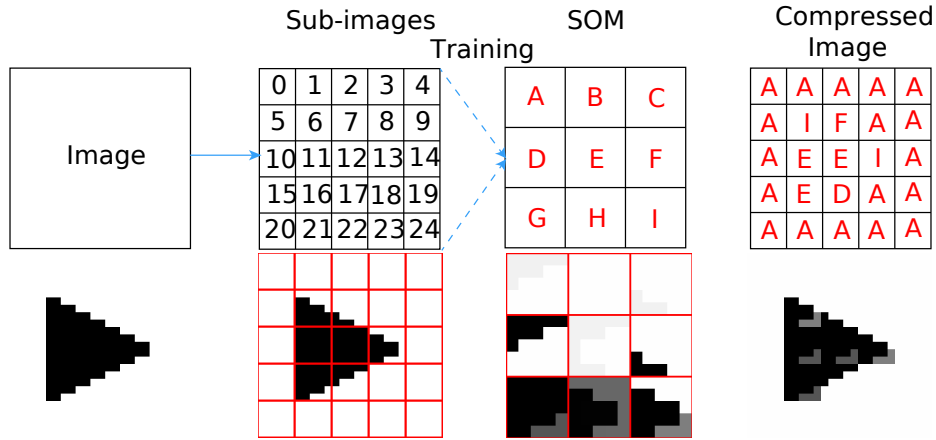 Sub-images
SOM
Compressed
Image
Training
Image
0 1 2 3 4
5 6 7 8 9
10 11 12 13 14
15 16 17 18 19
20 21 22 23 24
A B C
D E F
G H I
A A A A A
A I F A A
A E E I A
A E D A A
A A A A A